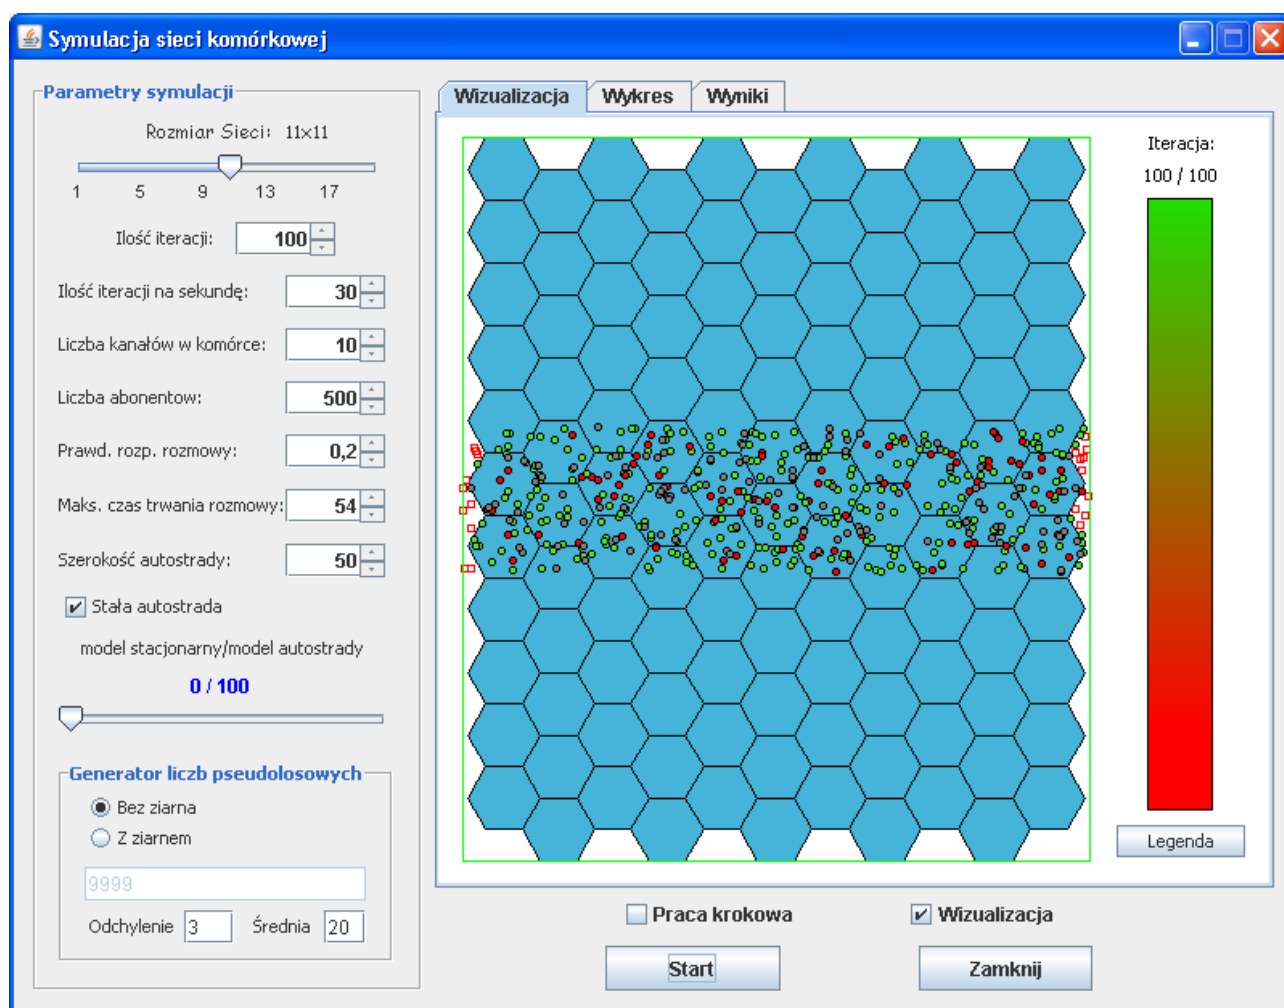 Symulacja sieci komórkowej
Parametry symulacji
Rozmiar Sieci: 11x11
1 5 9 13 17
Ilość iteracji: 100
Ilość iteracji na sekundę: 30
Liczba kanałów w komórce: 10
Liczba abonentow: 500
Prawd. rozp. rozmowy: 0,2
Maks. czas trwania rozmowy: 54
Szerokość autostrady: 50
Stała autostrada
model stacjonarny/model autostrady
0 / 100
Generator liczb pseudolosowych
Bez ziarna
Z ziarnem
9999
Odchylenie 3 Średnia 20
Wizualizacja Wykres Wyniki
Iteracja:
100 / 100
Legenda
Praca krokowa Wizualizacja
Start Zamknij